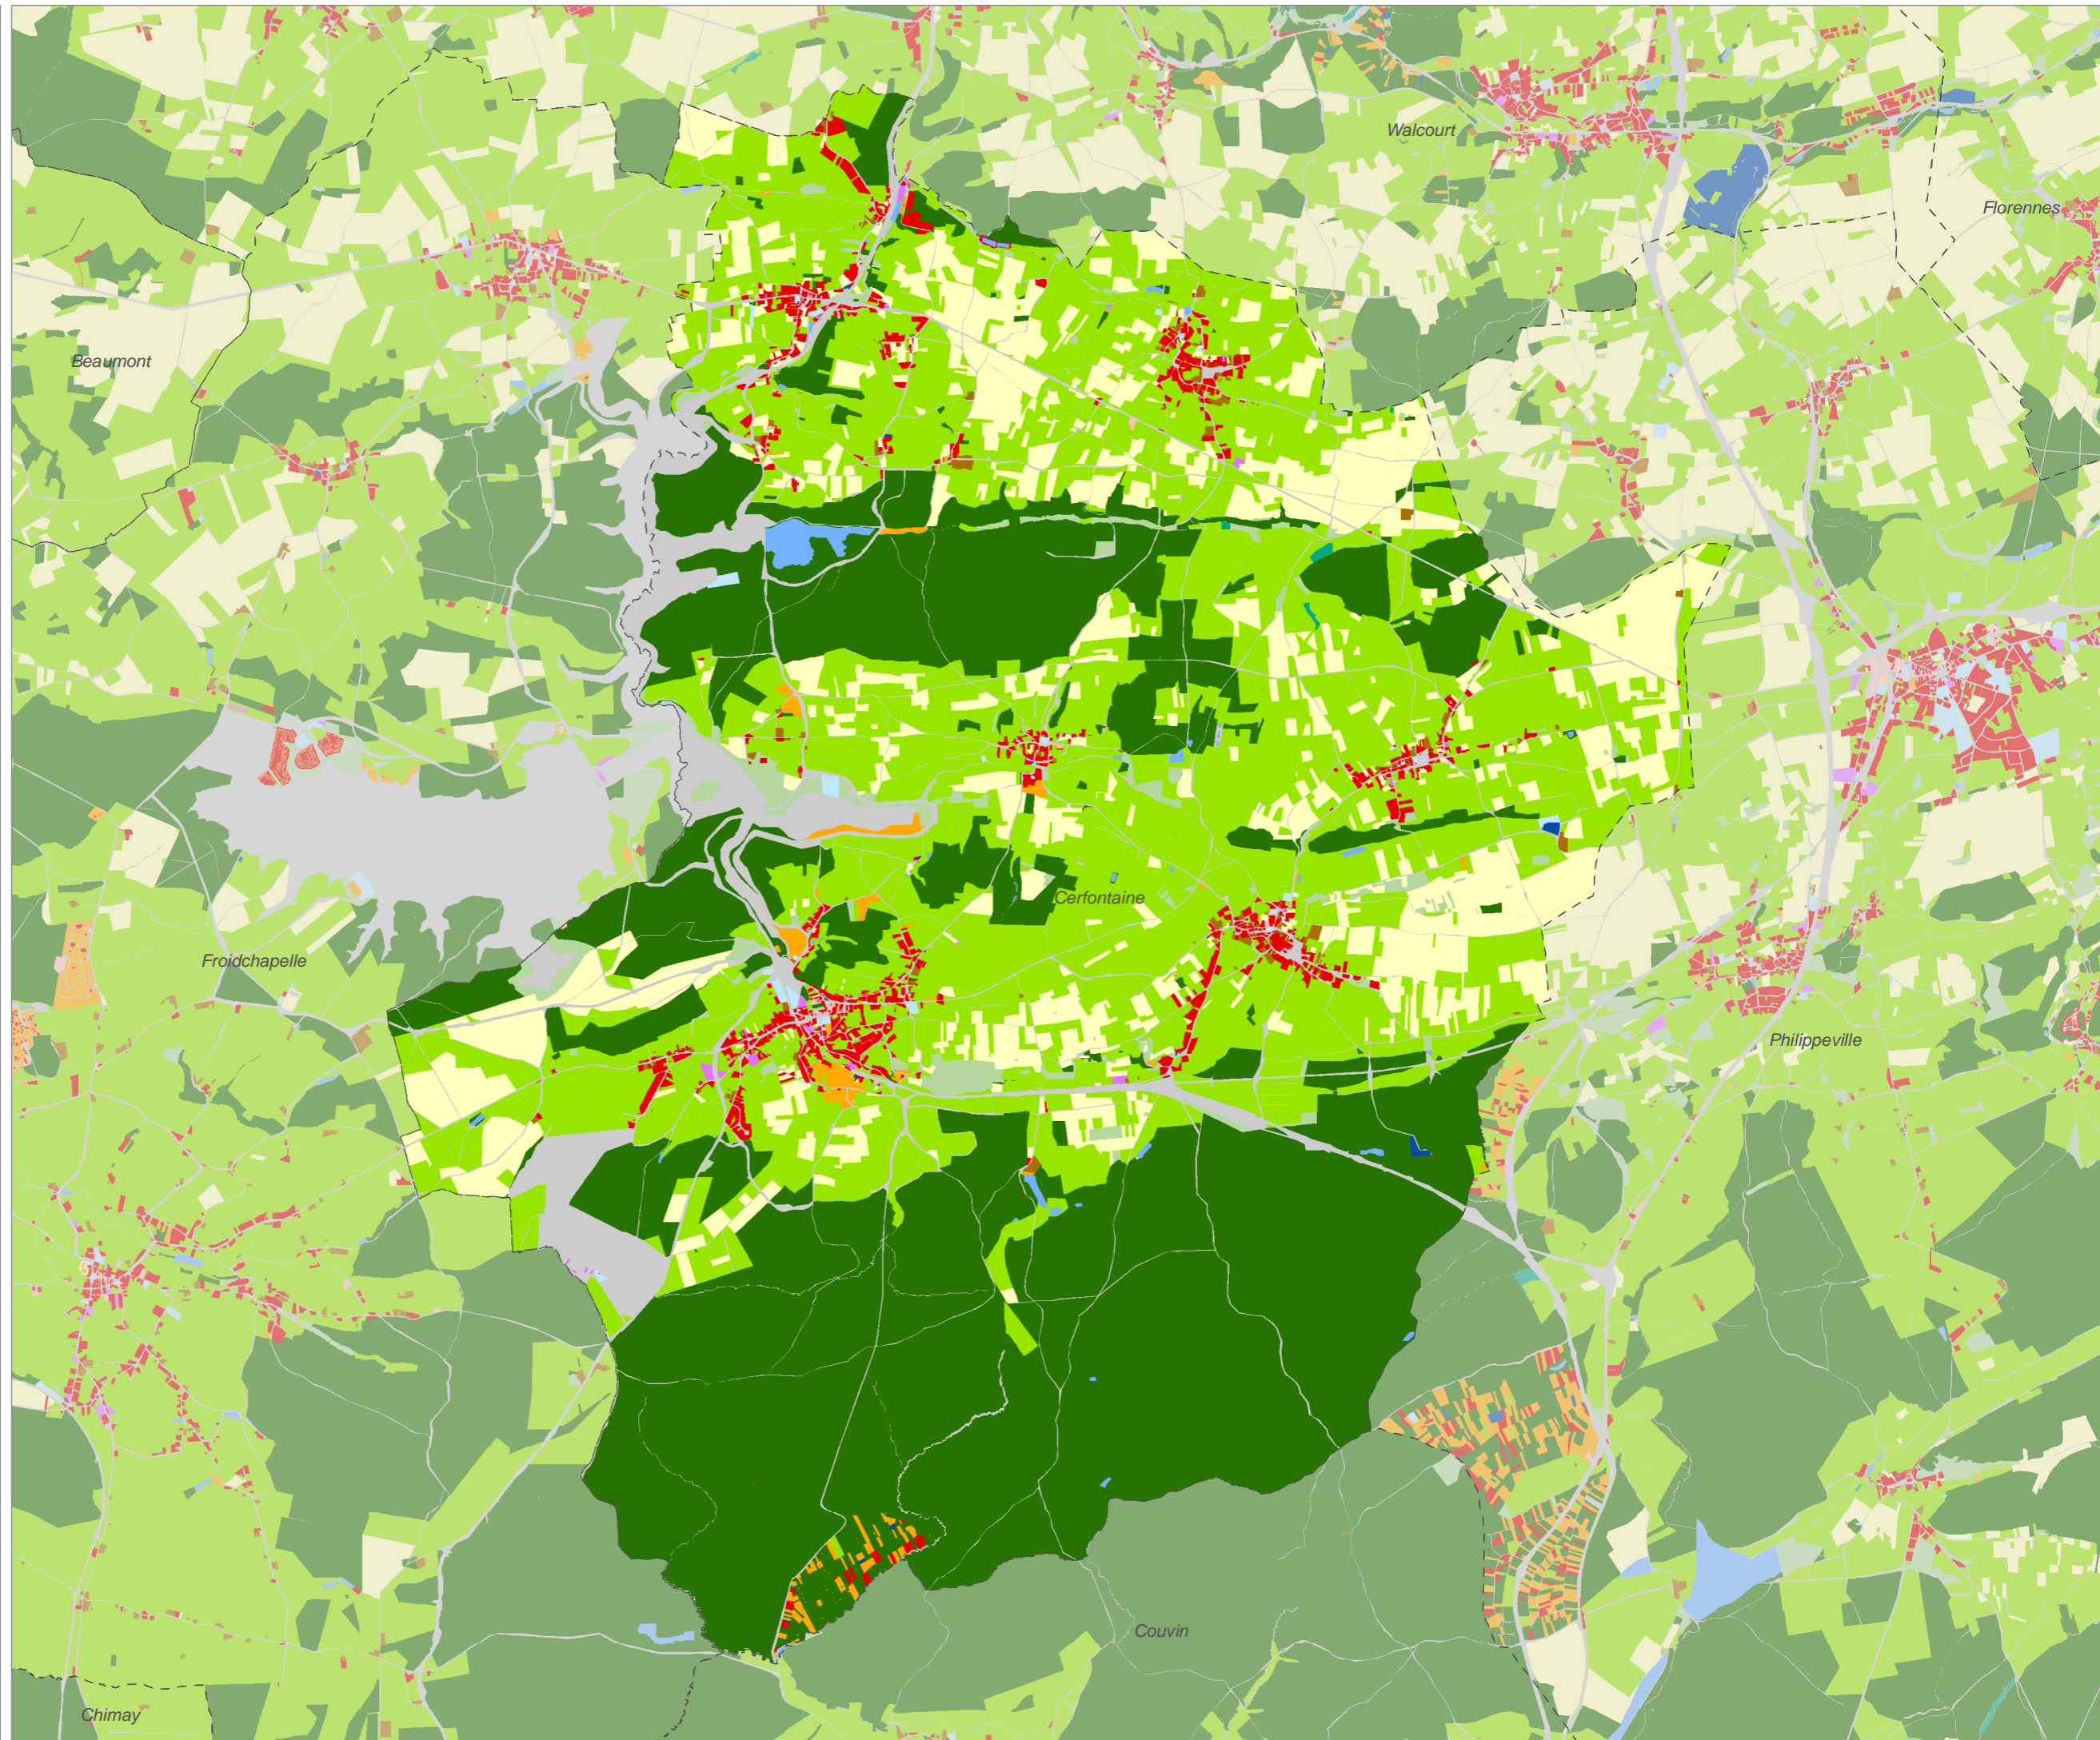 Walcourt
Florennes
Beaumont
Cerfontaine
Froidchapelle
Philippeville
Couvin
Chimay